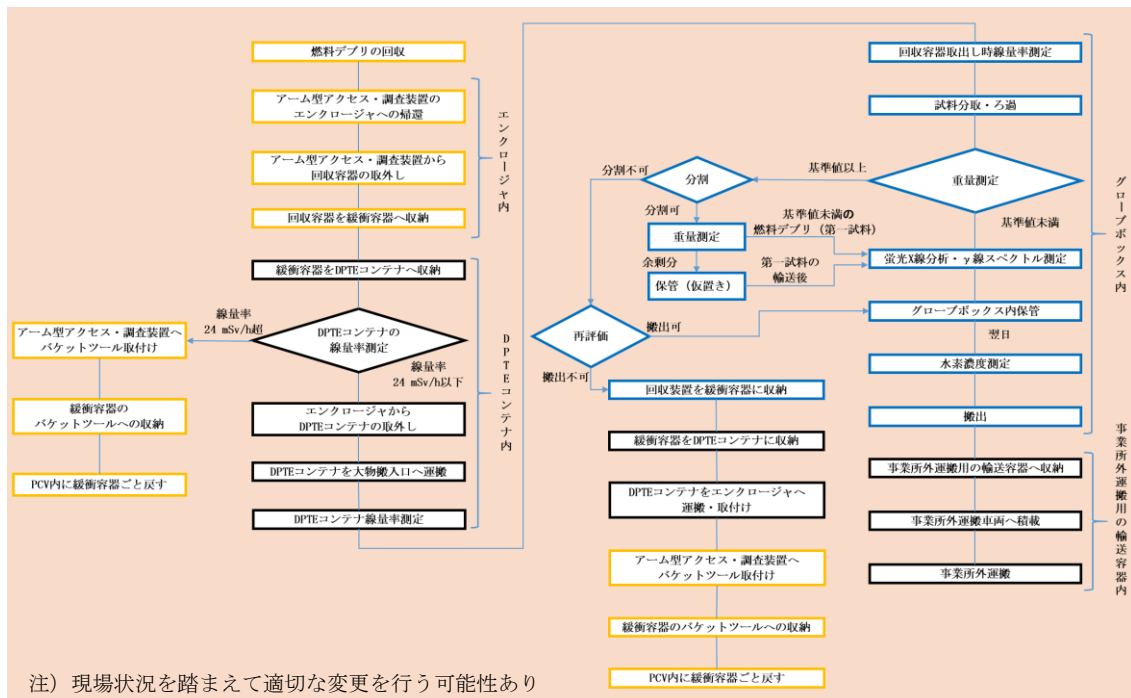 燃料デブリの回収
アーム型アクセス・調査装置の
エンクロージャへの帰還
アーム型アクセス・調査装置から
回収容器の取外し
回収容器を緩衝容器へ収納
エンクロージャ内
緩衝容器をDPTEコンテナへ収納
DPTEコンテナの
線量率測定
線量率
24 mSv/h超
線量率
24 mSv/h以下
アーム型アクセス・調査装置へ
バケットツール取付け
緩衝容器の
バケットツールへの収納
PCV内に緩衝容器ごと戻す
エンクロージャから
DPTEコンテナの取外し
DPTEコンテナを大物搬入口へ運搬
DPTEコンテナ線量率測定
DPTEコンテナ内
回収容器取出し時線量率測定
試料分取・ろ過
重量測定
基準値以上
基準値未満
分割
分割不可
分割可
重量測定
基準値未満の
燃料デブリ（第一試料）
余剰分
保管（仮置き）
第一試料の
輸送後
蛍光X線分析・γ線スペクトル測定
再評価
搬出可
搬出不可
グローブボックス内保管
翌日
水素濃度測定
搬出
グローブボックス内
回収装置を緩衝容器に収納
緩衝容器をDPTEコンテナに収納
DPTEコンテナをエンクロージャへ
運搬・取付け
アーム型アクセス・調査装置へ
バケットツール取付け
緩衝容器のバケットツールへの収納
PCV内に緩衝容器ごと戻す
事業所外運搬用の輸送容器へ収納
事業所外運搬車両へ積載
事業所外運搬
事業所外運搬用の輸送容器内
注）現場状況を踏まえて適切な変更を行う可能性あり